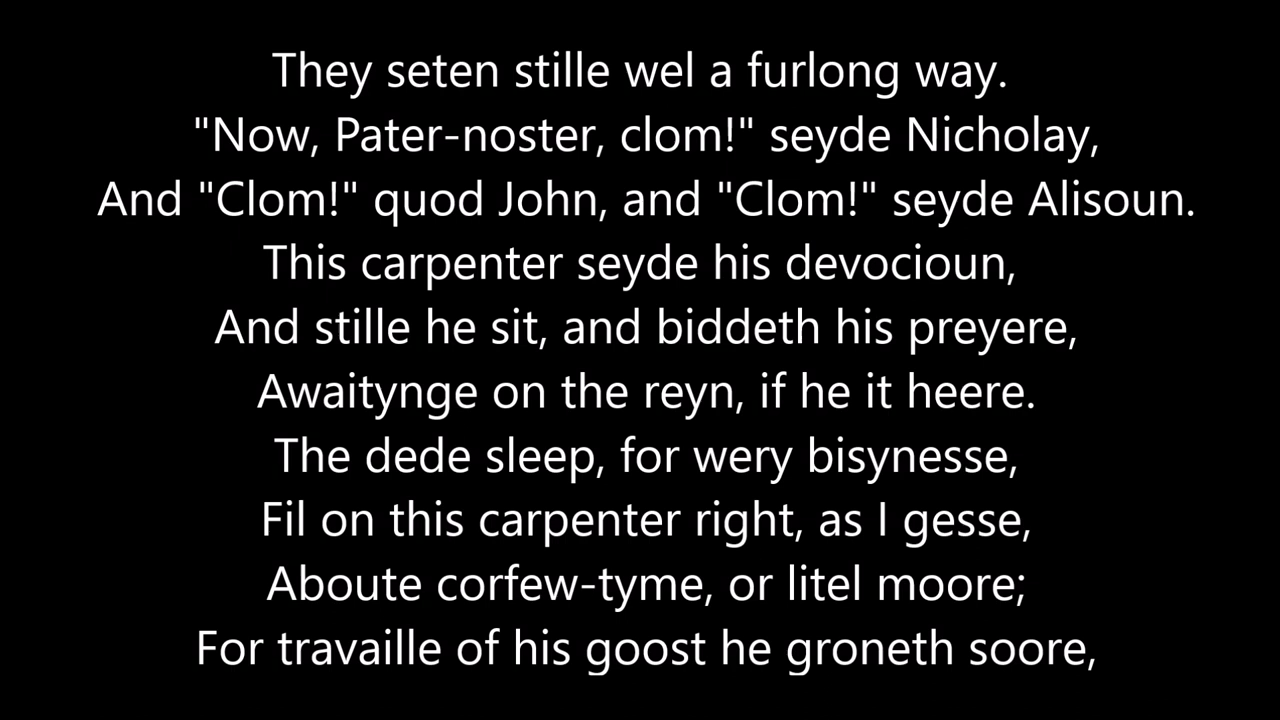 They seten stille wel a furlong way.
"Now, Pater-noster, clom!" seyde Nicholay,
And "Clom!" quod John, and "Clom!" seyde Alisoun.
This carpenter seyde his devocioun,
And stille he sit, and biddeth his preyere,
Awaitynge on the reyn, if he it heere.
The dede sleep, for wery bisynesse,
Fil on this carpenter right, as I gesse,
Aboute corfew-tyme, or litel moore;
For travaille of his goost he groneth soore,